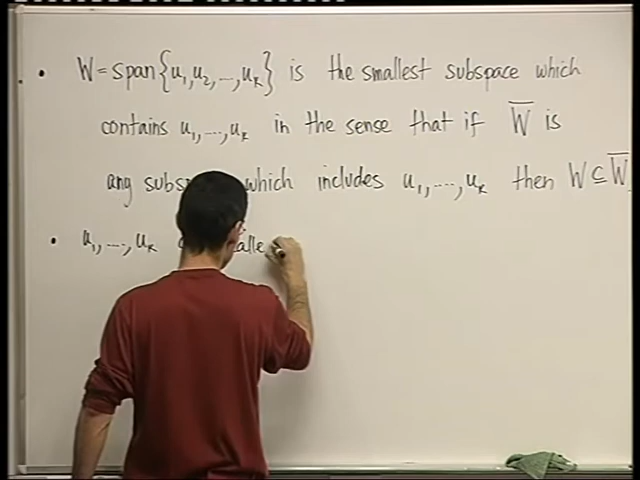 • W = span{u₁, u₂, ..., uₖ} is the smallest subspace which
contains u₁, ..., uₖ in the sense that if W̅ is
any subsp which includes u₁, ..., uₖ then W ⊆ W̅
• u₁, ..., uₖ